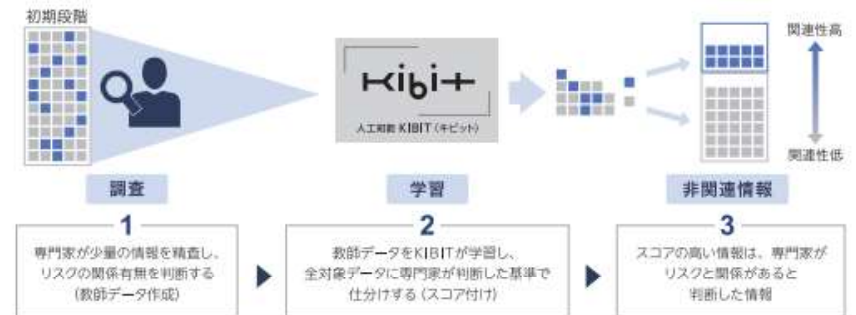 初期段階
Kibit
人工知能 KIBIT(キビット)
関連性高
関連性低
調査
学習
非関連情報
1
専門家が少量の情報を精査し、
リスクの関係有無を判断する
(教師データ作成)
2
教師データをKIBITが学習し、
全対象データに専門家が判断した基準で
仕分けする(スコア付け)
3
スコアの高い情報は、専門家が
リスクと関係があると
判断した情報